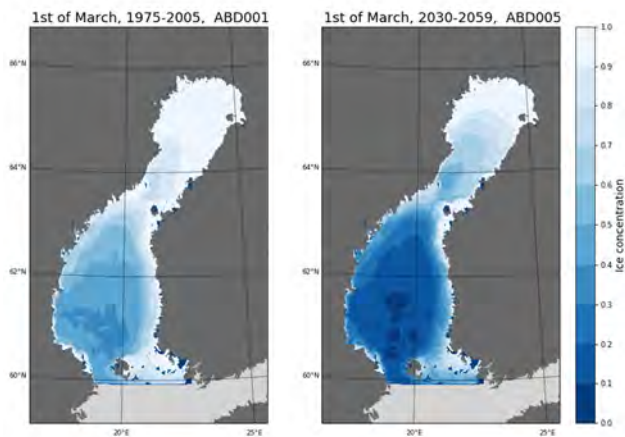 1st of March, 1975-2005, ABD001
1st of March, 2030-2059, ABD005
66°N
64°N
62°N
60°N
20°E
25°E
66°N
64°N
62°N
60°N
20°E
25°E
1.0
0.9
0.8
0.7
0.6
0.5
0.4
0.3
0.2
0.1
0.0
Ice concentration